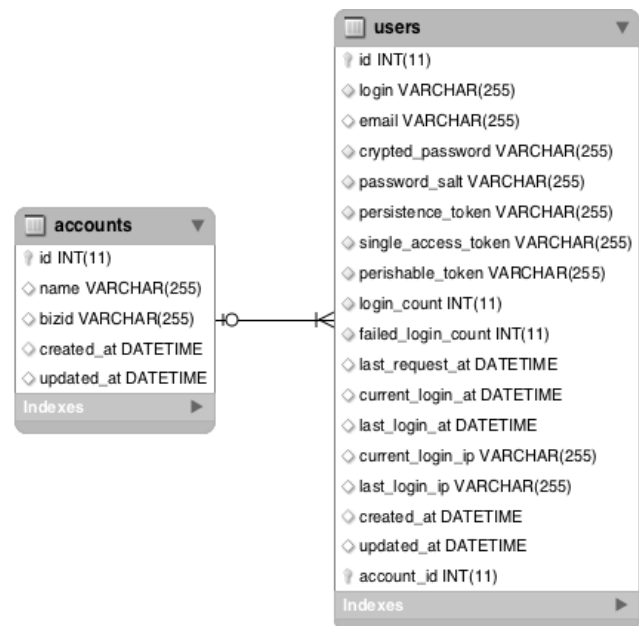 accounts
id INT(11)
name VARCHAR(255)
bizid VARCHAR(255)
created_at DATETIME
updated_at DATETIME
Indexes
users
id INT(11)
login VARCHAR(255)
email VARCHAR(255)
crypted_password VARCHAR(255)
password_salt VARCHAR(255)
persistence_token VARCHAR(255)
single_access_token VARCHAR(255)
perishable_token VARCHAR(255)
login_count INT(11)
failed_login_count INT(11)
last_request_at DATETIME
current_login_at DATETIME
last_login_at DATETIME
current_login_ip VARCHAR(255)
last_login_ip VARCHAR(255)
created_at DATETIME
updated_at DATETIME
account_id INT(11)
Indexes